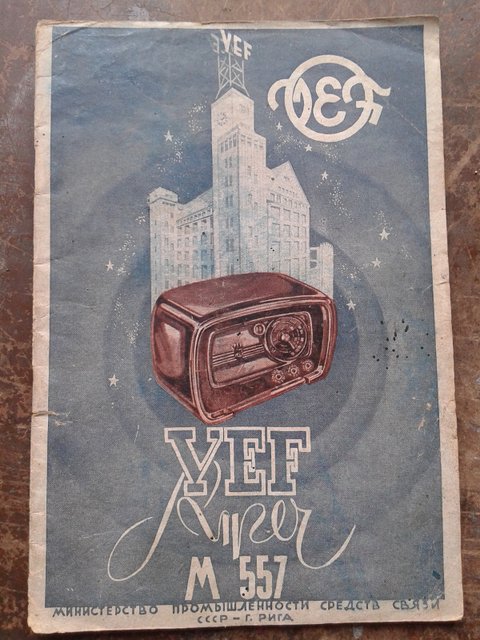 VEF
VEF
VEF
Super
M 557
МИНИСТЕРСТВО ПРОМЫШЛЕННОСТИ СРЕДСТВ СВЯЗИ
СССР – Г. РИГА